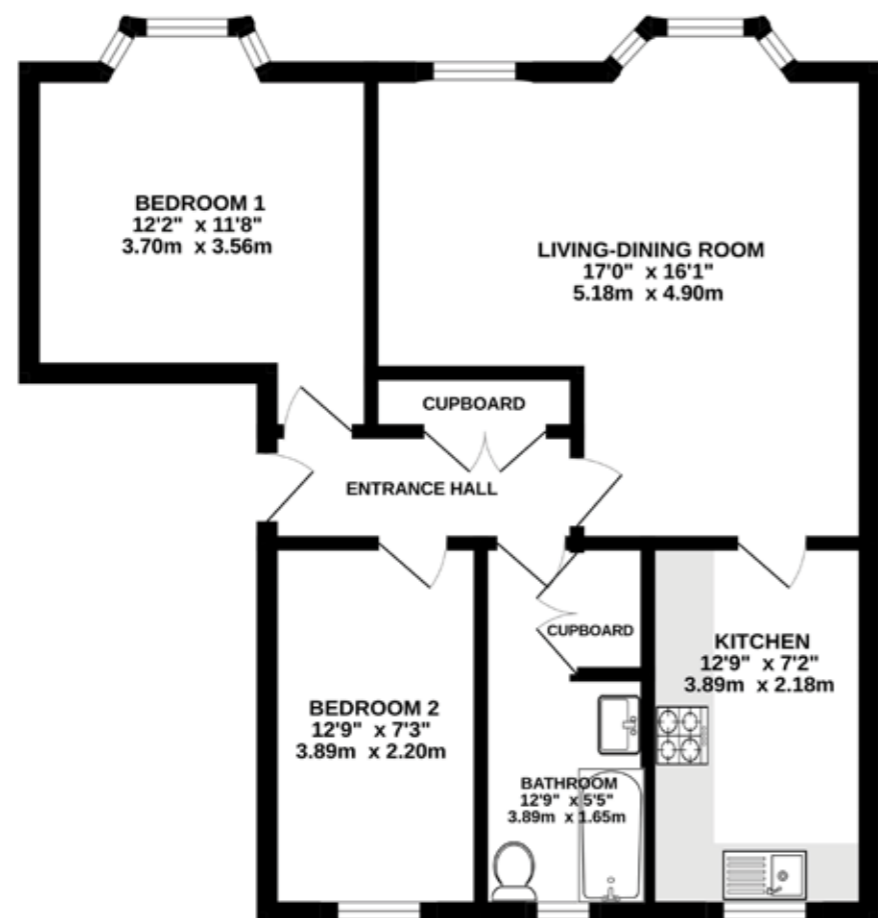 BEDROOM 1
12'2" x 11'8"
3.70m x 3.56m
LIVING-DINING ROOM
17'0" x 16'1"
5.18m x 4.90m
CUPBOARD
ENTRANCE HALL
CUPBOARD
KITCHEN
12'9" x 7'2"
3.89m x 2.18m
BEDROOM 2
12'9" x 7'3"
3.89m x 2.20m
BATHROOM
12'9" x 5'5"
3.89m x 1.65m